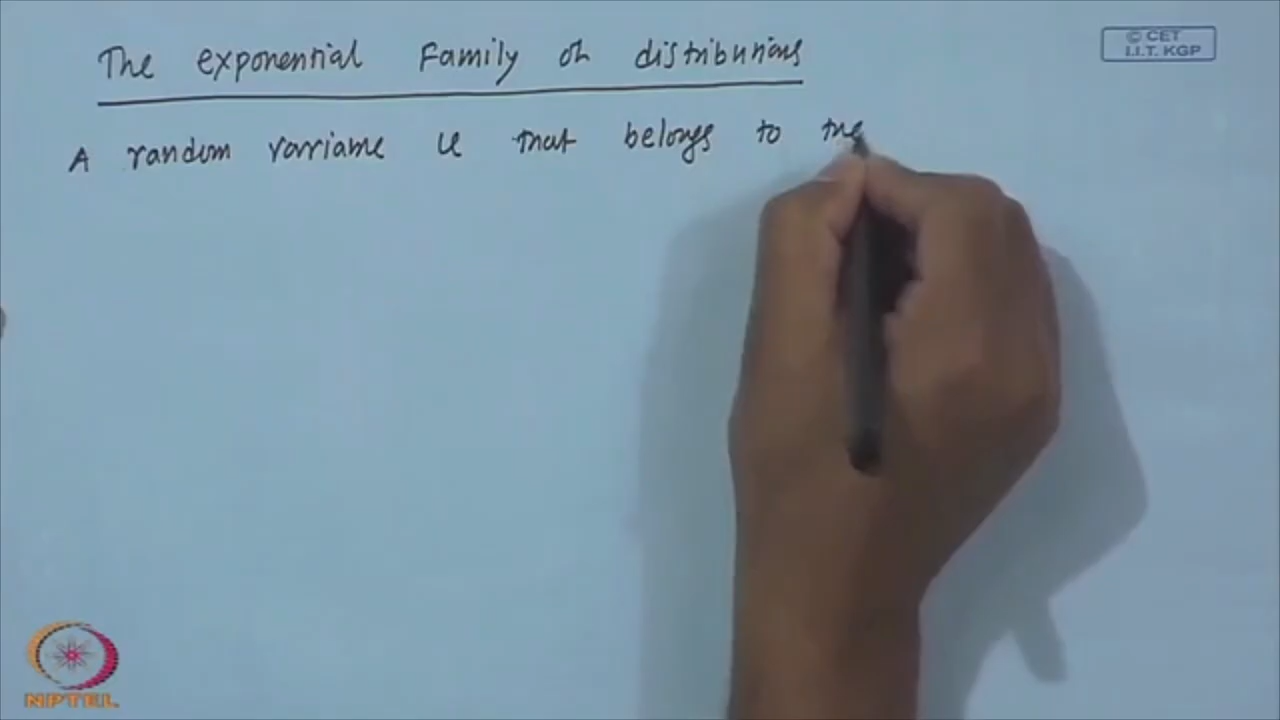 The exponential Family of distributions
© CET
I.I.T. KGP
A random variable u that belongs to the
NPTEL